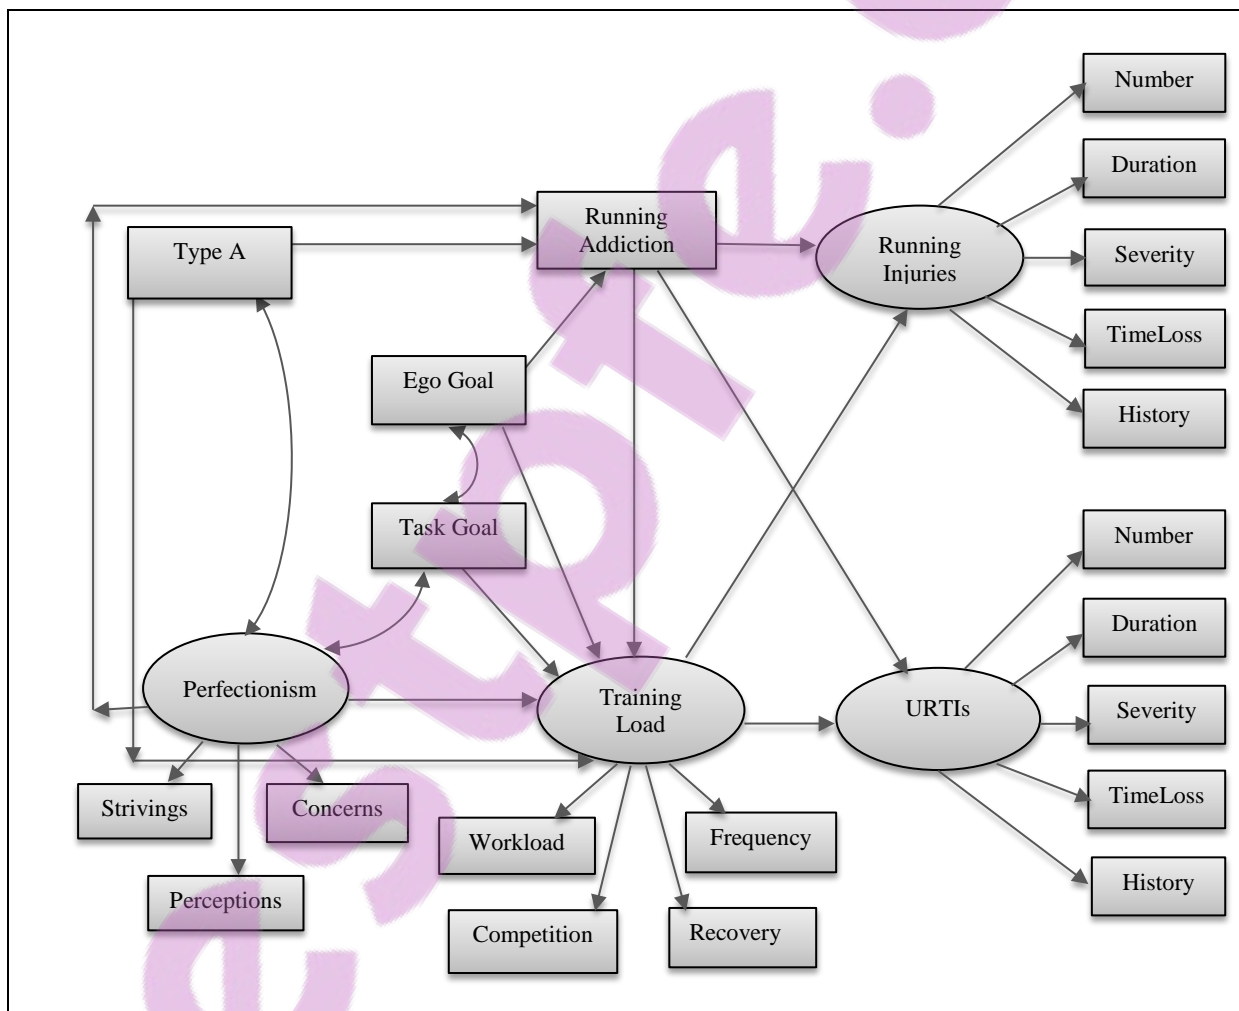 Number
Duration
Running
Addiction
Type A
Running
Injuries
Severity
TimeLoss
Ego Goal
History
Task Goal
Number
Duration
Perfectionism
Training
Load
URTIs
Severity
Strivings
Concerns
TimeLoss
Workload
Frequency
Perceptions
History
Competition
Recovery